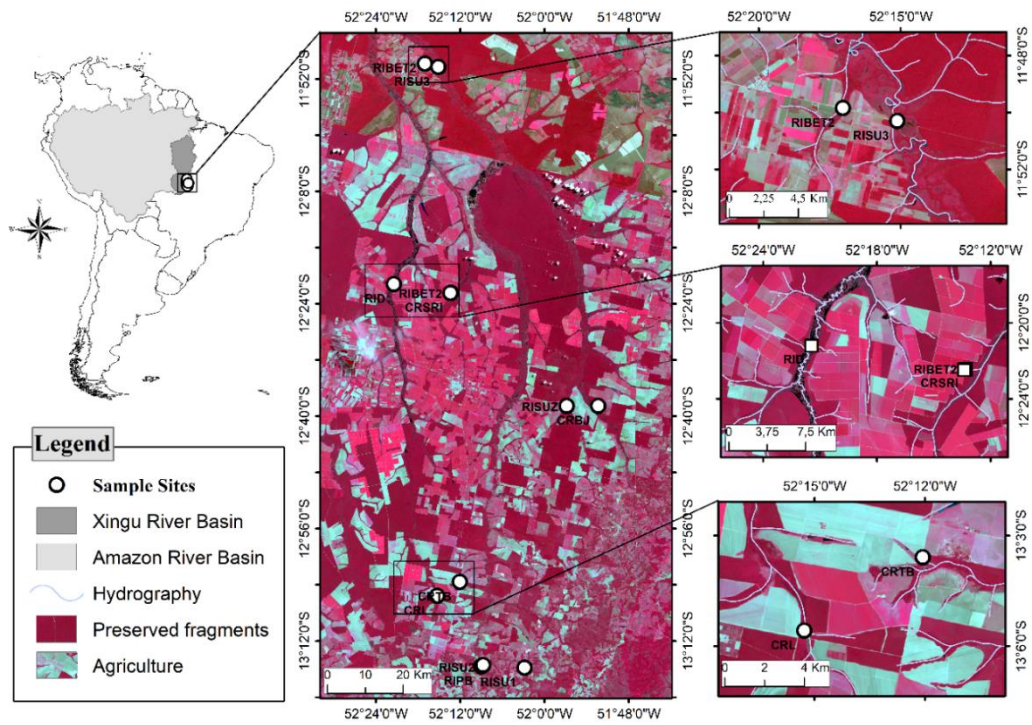 52°24'0"W 52°12'0"W 52°0'0"W 51°48'0"W
11°52'0"S
12°8'0"S
12°24'0"S
12°40'0"S
12°56'0"S
13°12'0"S
RIBET2
RISU3
RID
RIBET2
CRSRI
RISU2
CRBJ
CRTB
CRL
RISU2
RIPB
RISU1
0 10 20 Km
11°52'0"S
12°8'0"S
12°24'0"S
12°40'0"S
12°56'0"S
13°12'0"S
52°24'0"W 52°12'0"W 52°0'0"W 51°48'0"W
52°20'0"W 52°15'0"W
11°48'0"S
11°52'0"S
RIBET2
RISU3
0 2,25 4,5 Km
52°24'0"W 52°18'0"W 52°12'0"W
12°20'0"S
12°24'0"S
RID
RIBET2
CRSRI
0 3,75 7,5 Km
52°15'0"W 52°12'0"W
13°3'0"S
13°6'0"S
CRTB
CRL
0 2 4 Km
Legend
Sample Sites
Xingu River Basin
Amazon River Basin
Hydrography
Preserved fragments
Agriculture